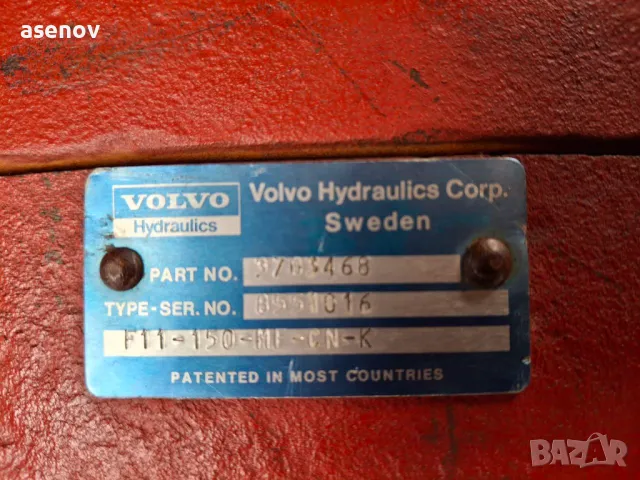 asenov
VOLVO
Hydraulics
Volvo Hydraulics Corp.
Sweden
PART NO. 3703468
TYPE-SER. NO.
F11-150-MF-CN-K
PATENTED IN MOST COUNTRIES
BAZAR